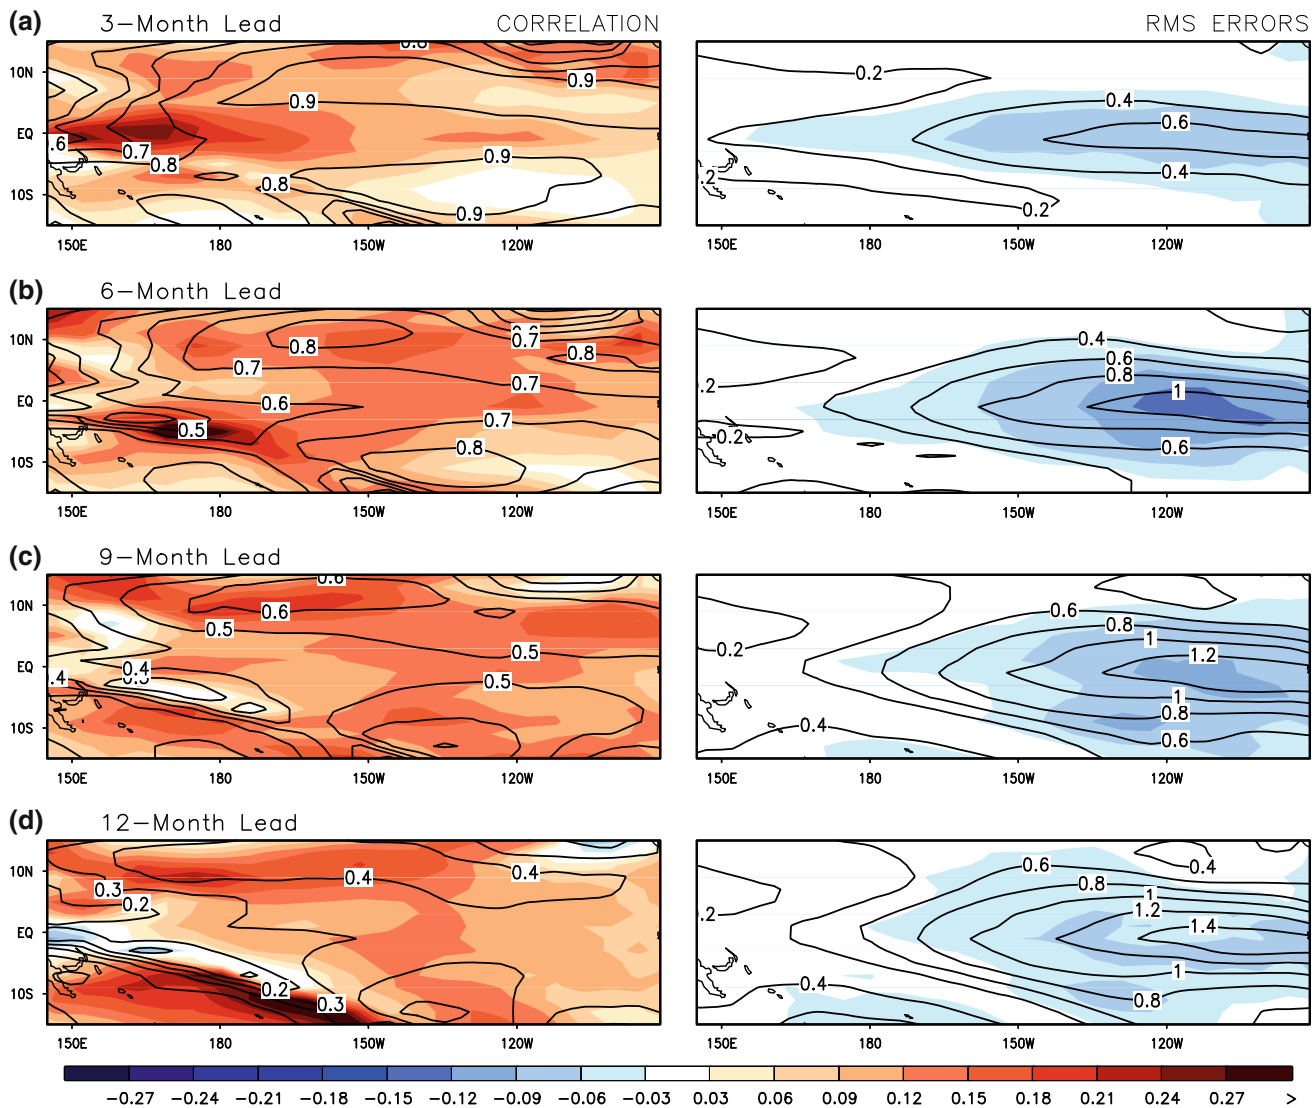 (a) 3-Month Lead CORRELATION RMS ERRORS
0.8
10N 0.9 0.2
0.9 0.4
EQ 0.6
.6 0.7 0.9
0.8 0.8 0.4
10S 0.9 .2 0.2
150E 180 150W 120W 150E 180 150W 120W
(b) 6-Month Lead
10N 0.7 0.4
0.8 0.8 0.6
0.7 0.7 0.8 0.2
EQ 0.6 1
0.5 0.7 0.2
10S 0.8 0.6
150E 180 150W 120W 150E 180 150W 120W
(c) 9-Month Lead
0.6
10N 0.6 0.6
0.5 0.8
0.5 0.2 1
EQ 0.4 1.2
.4 0.5 1
10S 0.4 0.8
0.6
150E 180 150W 120W 150E 180 150W 120W
(d) 12-Month Lead
10N 0.4 0.4 0.6 0.4
0.3 0.8 1
0.2 .2 1.2
EQ 1.4
0.2 0.4 1
10S 0.3 0.8
150E 180 150W 120W 150E 180 150W 120W
-0.27 -0.24 -0.21 -0.18 -0.15 -0.12 -0.09 -0.06 -0.03 0.03 0.06 0.09 0.12 0.15 0.18 0.21 0.24 0.27 >